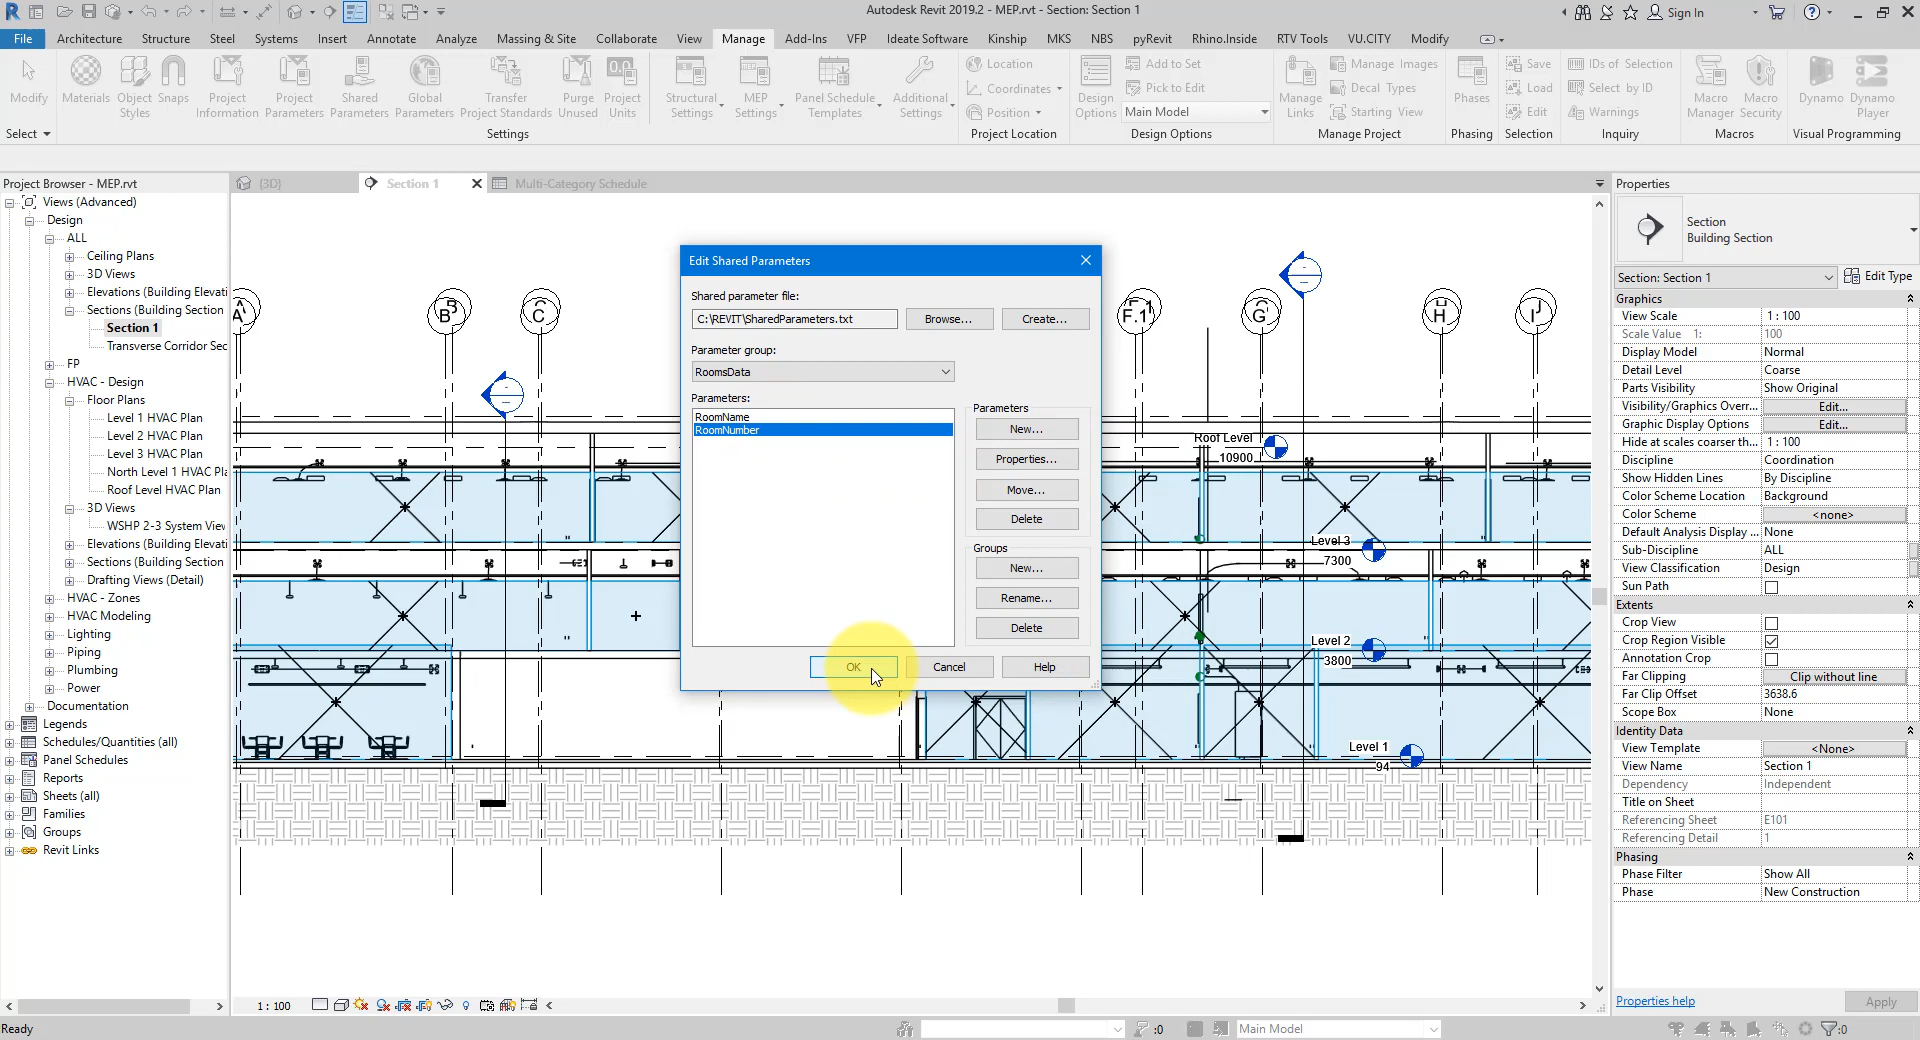 Autodesk Revit 2019.2 - MEP.rvt - Section: Section 1
Sign In
File
Architecture
Structure
Steel
Systems
Insert
Annotate
Analyze
Massing & Site
Collaborate
View
Manage
Add-Ins
VFP
Ideate Software
Kinship
MKS
NBS
pyRevit
Rhino.Inside
RTV Tools
VU.CITY
Modify
Modify
Materials
Object
Styles
Snaps
Project
Information
Project
Parameters
Shared
Parameters
Global
Parameters
Transfer
Project Standards
Purge
Unused
Project
Units
Structural
Settings
MEP
Settings
Panel Schedule
Templates
Additional
Settings
Location
Coordinates
Position
Design
Options
Add to Set
Pick to Edit
Main Model
Manage
Links
Manage Images
Decal Types
Starting View
Phases
Save
Load
Edit
IDs of Selection
Select by ID
Warnings
Macro
Manager
Macro
Security
Dynamo
Dynamo
Player
Select
Settings
Project Location
Design Options
Manage Project
Phasing
Selection
Inquiry
Macros
Visual Programming
Project Browser - MEP.rvt
Views (Advanced)
Design
ALL
Ceiling Plans
3D Views
Elevations (Building Elevati
Sections (Building Section
Section 1
Transverse Corridor Sec
FP
HVAC - Design
Floor Plans
Level 1 HVAC Plan
Level 2 HVAC Plan
Level 3 HVAC Plan
North Level 1 HVAC Pla
Roof Level HVAC Plan
3D Views
WSHP 2-3 System View
Elevations (Building Elevati
Sections (Building Section
Drafting Views (Detail)
HVAC - Zones
HVAC Modeling
Lighting
Piping
Plumbing
Power
Documentation
Legends
Schedules/Quantities (all)
Panel Schedules
Reports
Sheets (all)
Families
Groups
Revit Links
{3D}
Section 1
Multi-Category Schedule
A
B
C
F.1
G
H
J
Roof Level
10900
Level 3
7300
Level 2
3800
Level 1
94
Edit Shared Parameters
Shared parameter file:
C:\REVIT\SharedParameters.txt
Browse...
Create...
Parameter group:
RoomsData
Parameters:
RoomName
RoomNumber
Parameters
New...
Properties...
Move...
Delete
Groups
New...
Rename...
Delete
OK
Cancel
Help
Properties
Section
Building Section
Section: Section 1
Edit Type
Graphics
View Scale 1 : 100
Scale Value 1: 100
Display Model Normal
Detail Level Coarse
Parts Visibility Show Original
Visibility/Graphics Overr... Edit...
Graphic Display Options Edit...
Hide at scales coarser th... 1 : 100
Discipline Coordination
Show Hidden Lines By Discipline
Color Scheme Location Background
Color Scheme <none>
Default Analysis Display ... None
Sub-Discipline ALL
View Classification Design
Sun Path
Extents
Crop View
Crop Region Visible
Annotation Crop
Far Clipping Clip without line
Far Clip Offset 3638.6
Scope Box None
Identity Data
View Template <None>
View Name Section 1
Dependency Independent
Title on Sheet
Referencing Sheet E101
Referencing Detail 1
Phasing
Phase Filter Show All
Phase New Construction
Properties help
Apply
1 : 100
Ready
:0
Main Model
:0